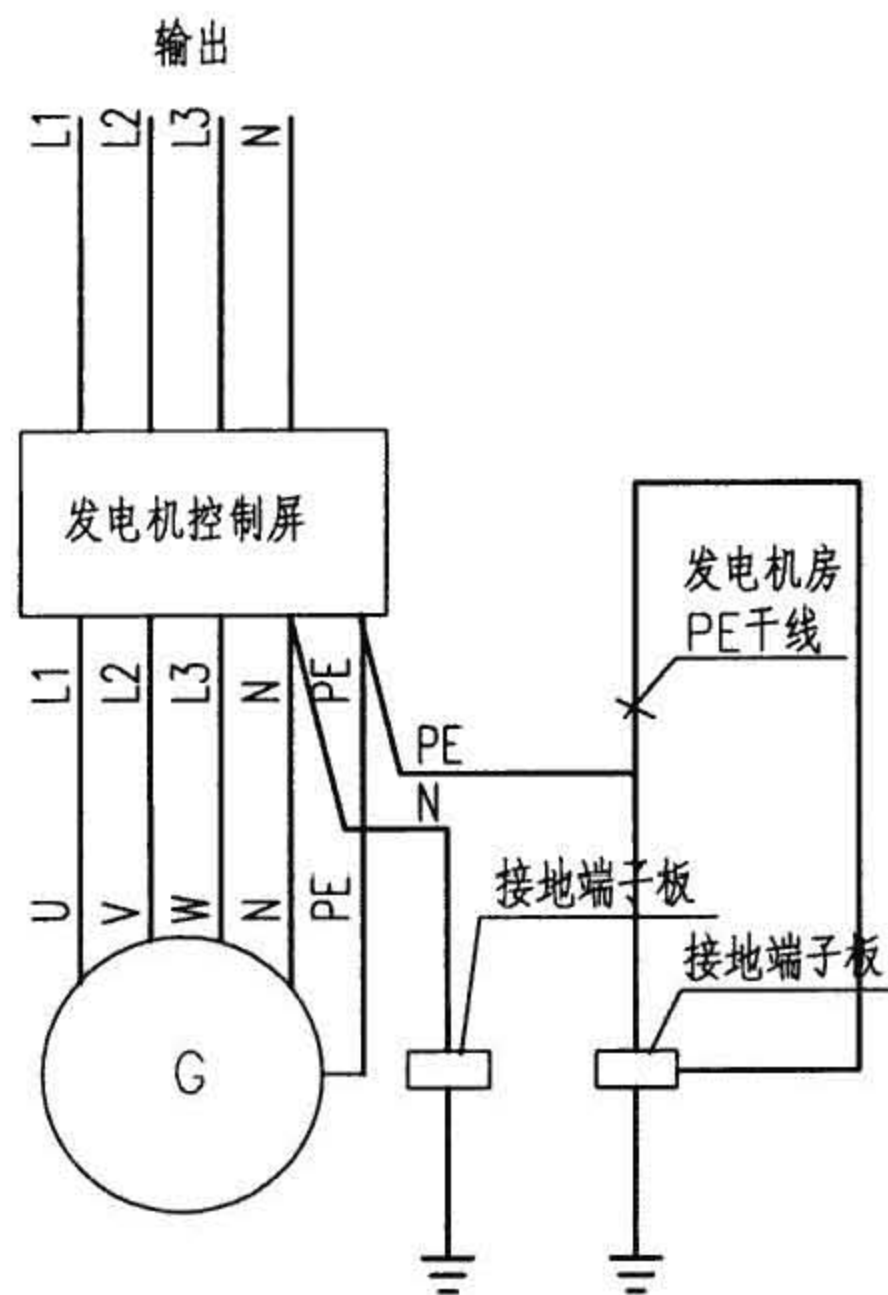 输出
L1 L2 L3 N
发电机控制屏
发电机房
PE干线
L1 L2 L3 N PE
PE
N
接地端子板
U V W N PE
接地端子板
G